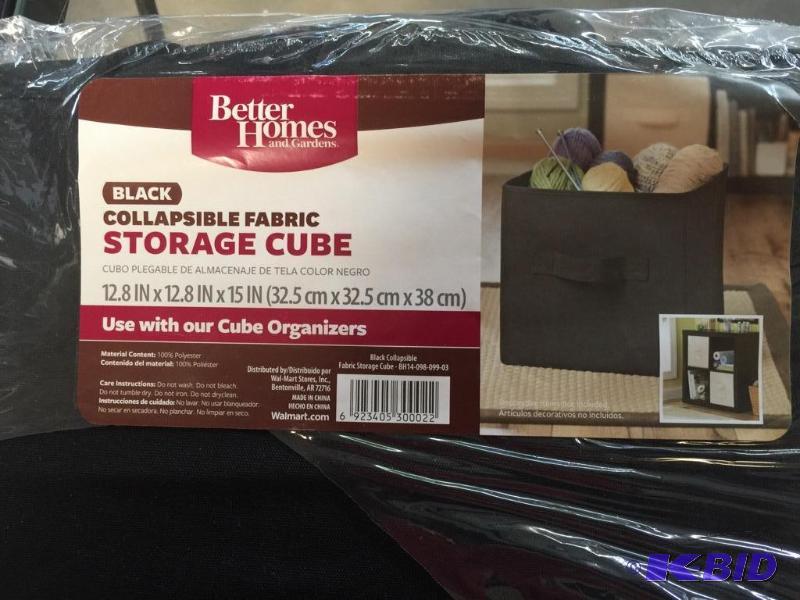 Better
Homes
and Gardens
BLACK
COLLAPSIBLE FABRIC
STORAGE CUBE
CUBO PLEGABLE DE ALMACENAJE DE TELA COLOR NEGRO
12.8 IN x 12.8 IN x 15 IN (32.5 cm x 32.5 cm x 38 cm)
Use with our Cube Organizers
Material Content: 100% Polyester
Contenido del material: 100% Poliéster
Care Instructions: Do not wash. Do not bleach.
Do not tumble dry. Do not iron. Do not dryclean.
Instrucciones de cuidado: No lavar. No usar blanqueador.
No secar en secadora. No planchar. No limpiar en seco.
Distributed by/Distribuido por
Wal-Mart Stores, Inc.,
Bentonville, AR 72716
MADE IN CHINA
HECHO EN CHINA
Walmart.com
Black Collapsible
Fabric Storage Cube - BH14-098-099-03
6 923405 300022
Artículos decorativos no incluidos.
© K-BID